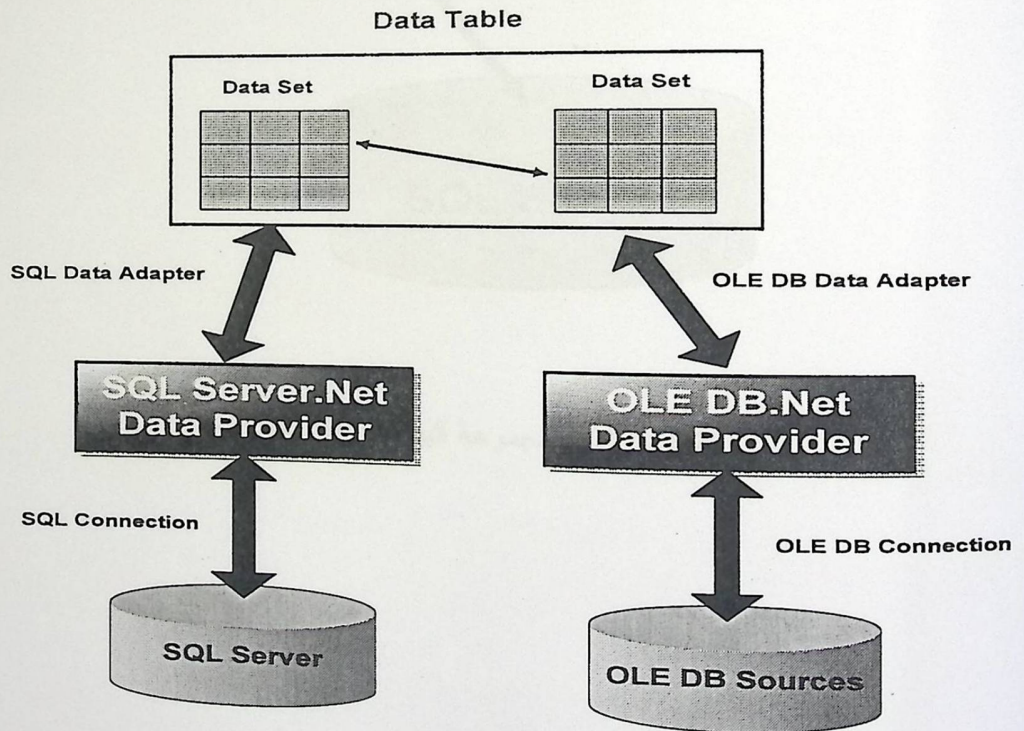 Data Table
Data Set
Data Set
SQL Data Adapter
OLE DB Data Adapter
SQL Server.Net
Data Provider
OLE DB.Net
Data Provider
SQL Connection
OLE DB Connection
SQL Server
OLE DB Sources